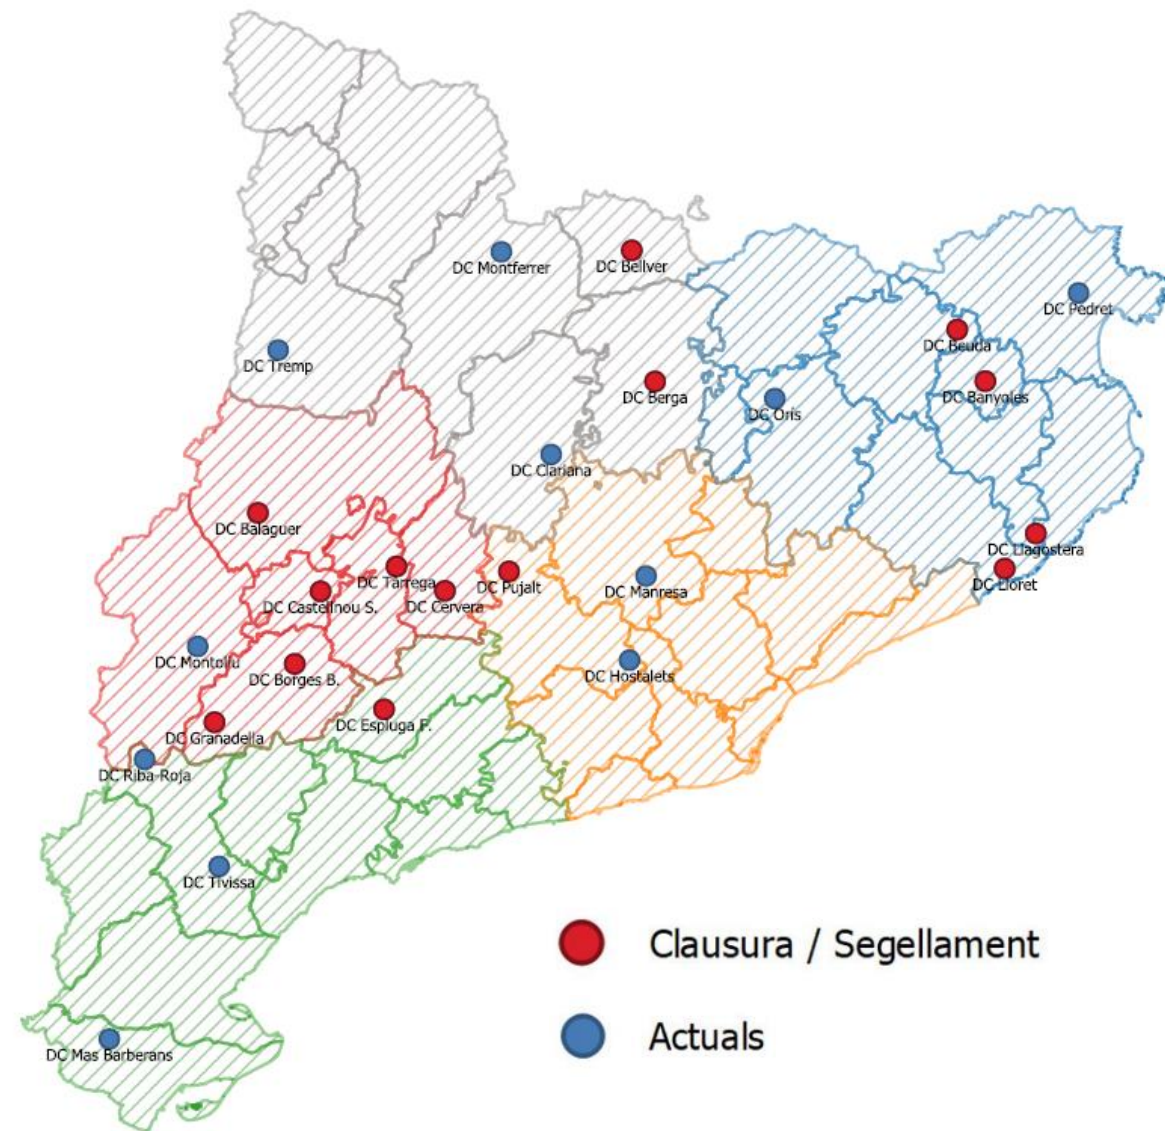 DC Montferrer
DC Bellver
DC Pedret
DC Beuda
DC Tremp
DC Berga
DC Banyoles
DC Orís
DC Clariana
DC Balaguer
DC Llagostera
DC Tàrrega
DC Pujalt
DC Lloret
DC Manresa
DC Castellnou S.
DC Cervera
DC Montoliu
DC Hostalets
DC Borges B.
DC Espluga F.
DC Granadella
DC Riba-Roja
DC Tivissa
Clausura / Segellament
Actuals
DC Mas Barberans